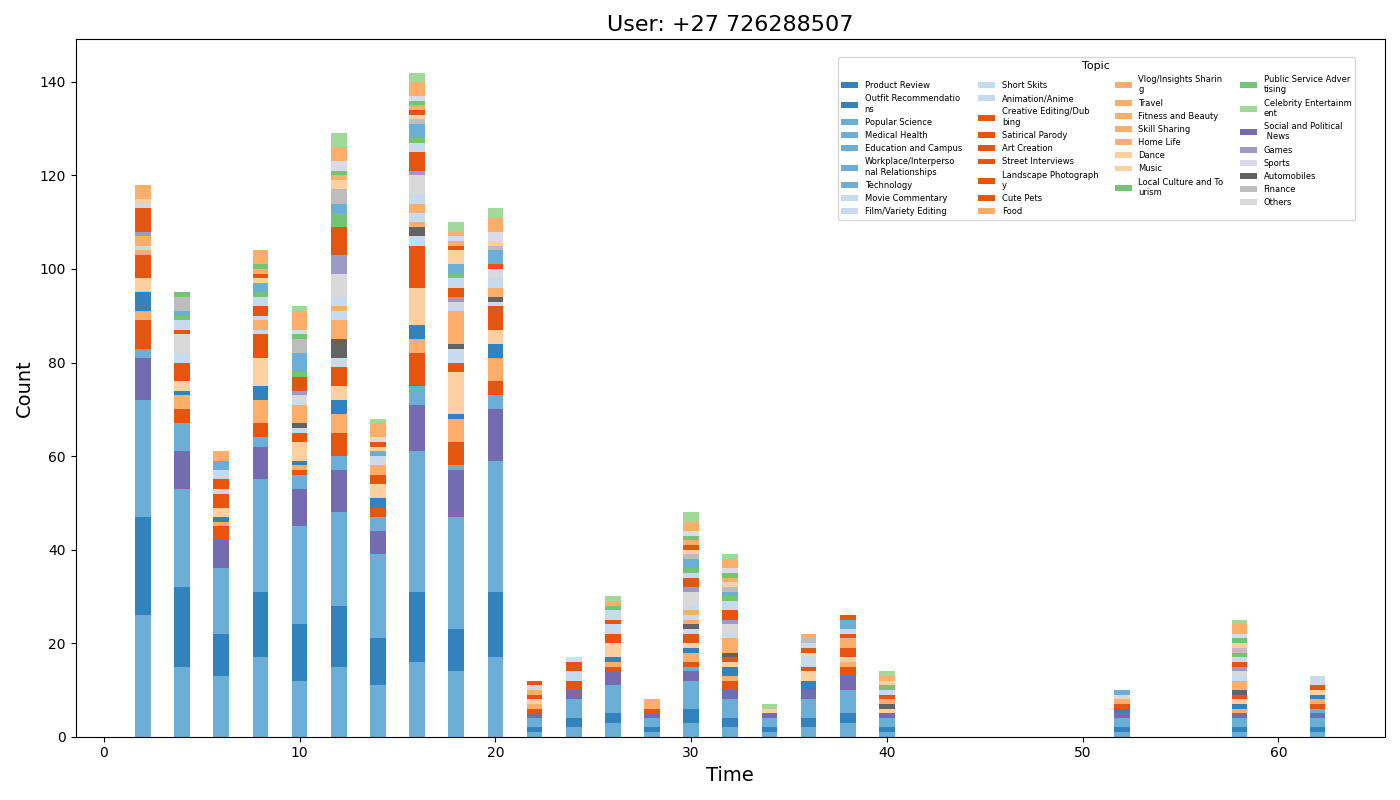 User: +27 726288507
Count
140
120
100
80
60
40
20
0
Topic
Product Review
Outfit Recommendatio
ns
Popular Science
Medical Health
Education and Campus
Workplace/Interperso
nal Relationships
Technology
Movie Commentary
Film/Variety Editing
Short Skits
Animation/Anime
Creative Editing/Dub
bing
Satirical Parody
Art Creation
Street Interviews
Landscape Photograph
y
Cute Pets
Food
Vlog/Insights Sharin
g
Travel
Fitness and Beauty
Skill Sharing
Home Life
Dance
Music
Local Culture and To
urism
Public Service Adver
tising
Celebrity Entertainm
ent
Social and Political
News
Games
Sports
Automobiles
Finance
Others
0
10
20
30
40
50
60
Time